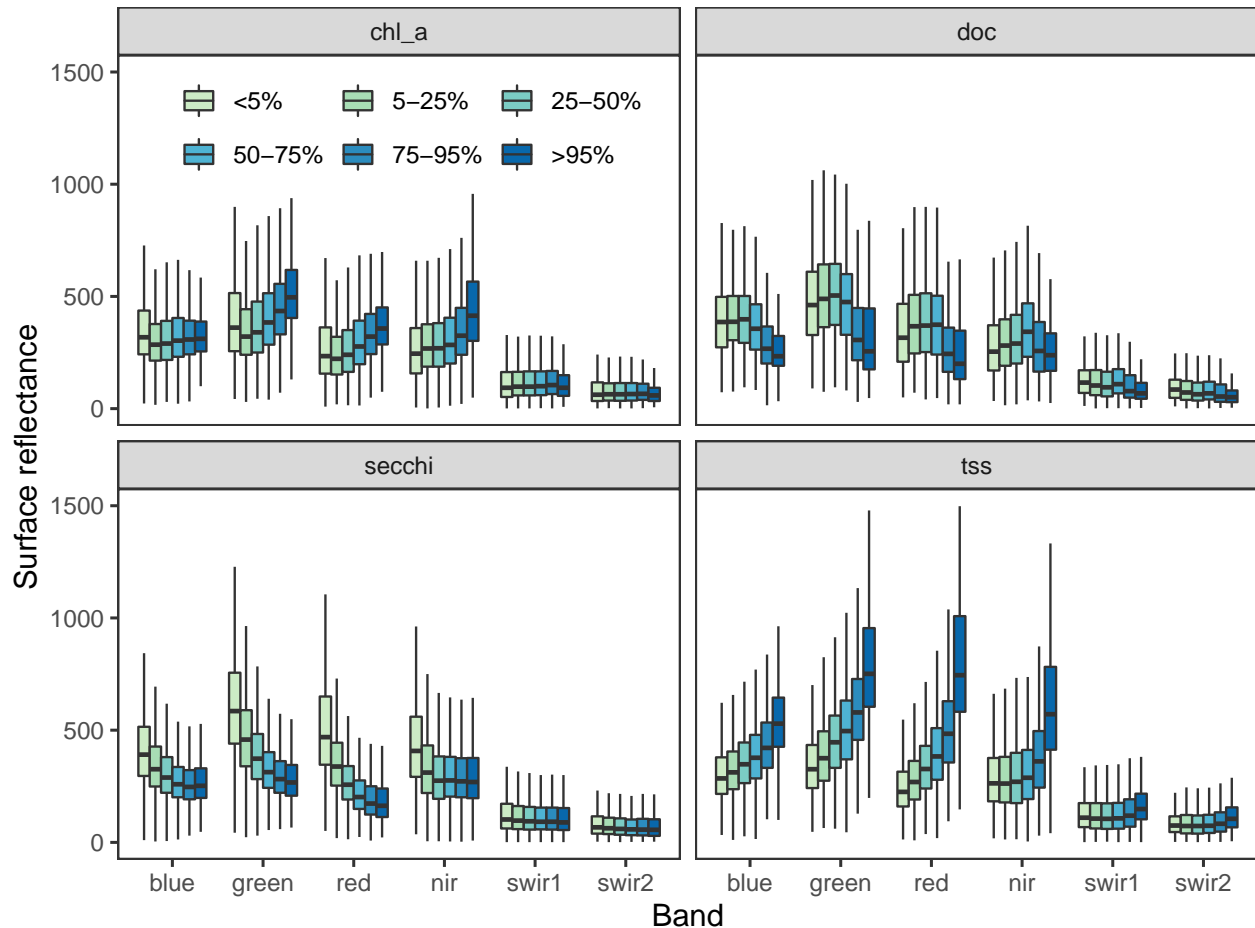 chl_a
doc
1500
1000
500
0
<5%
5−25%
25−50%
50−75%
75−95%
>95%
secchi
tss
1500
1000
500
0
Surface reflectance
blue
green
red
nir
swir1
swir2
blue
green
red
nir
swir1
swir2
Band